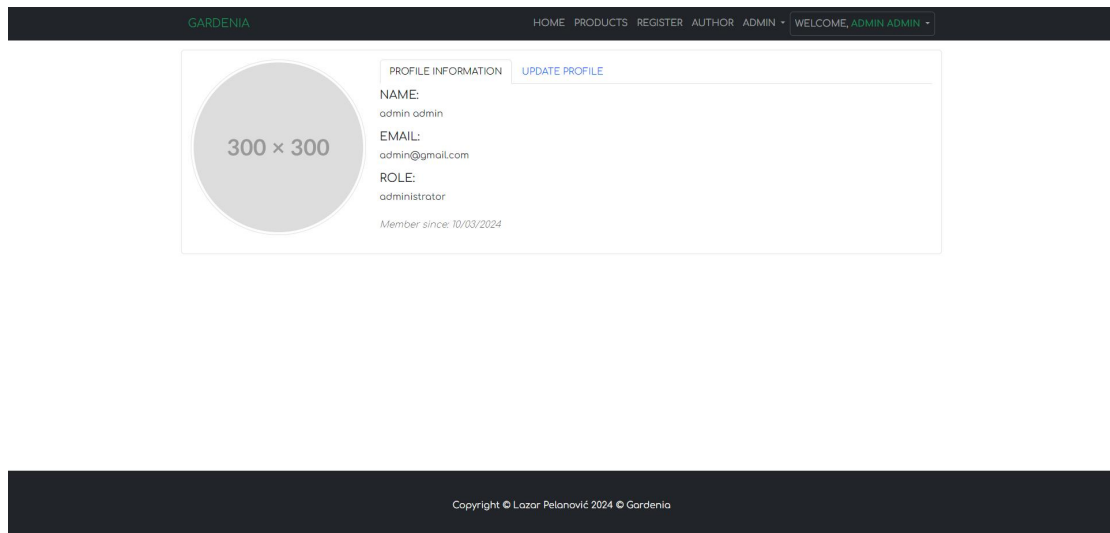 GARDENIA HOME PRODUCTS REGISTER AUTHOR ADMIN WELCOME, ADMIN ADMIN
PROFILE INFORMATION UPDATE PROFILE
300 × 300
NAME:
admin admin
EMAIL:
admin@gmail.com
ROLE:
administrator
Member since: 10/03/2024
Copyright © Lazar Pelanović 2024 © Gardenia